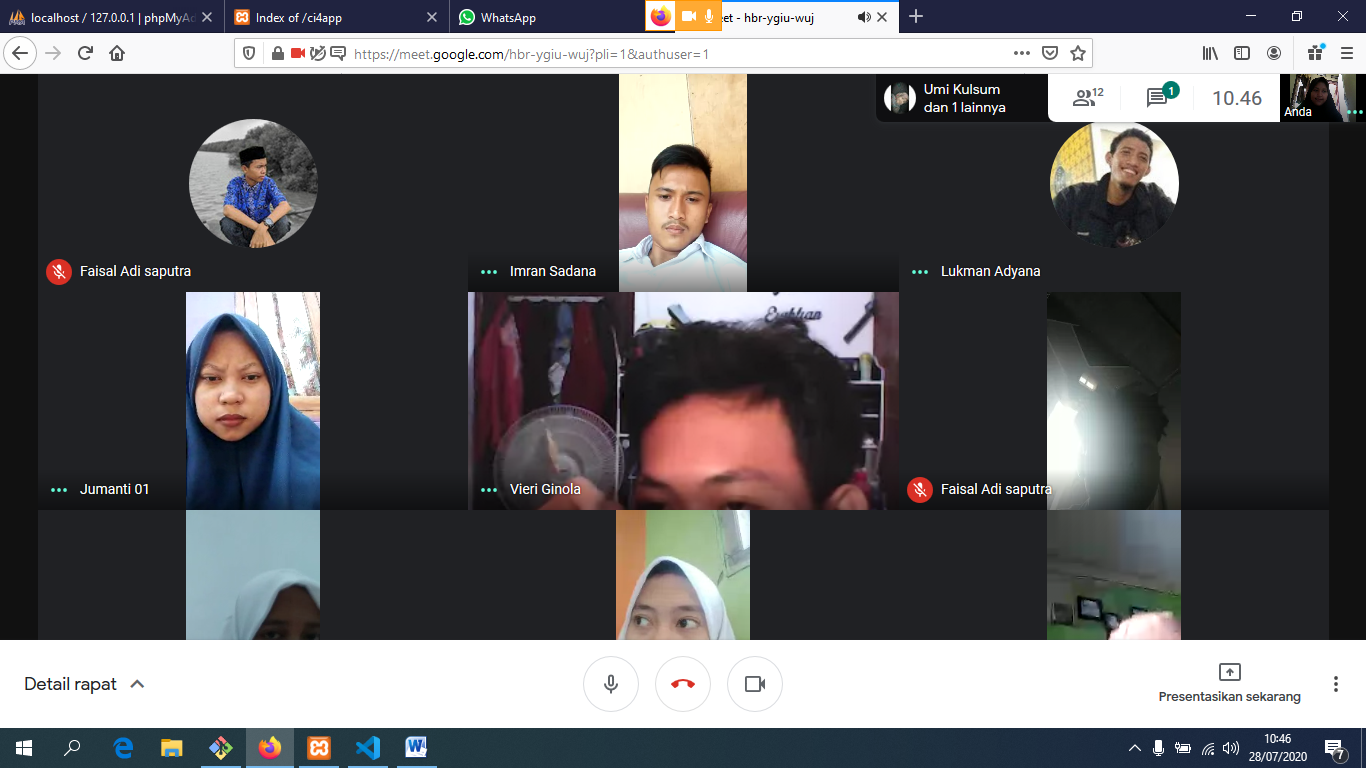 localhost / 127.0.0.1 | phpMyAd
Index of /ci4app
WhatsApp
eet - hbr-ygiu-wuj
https://meet.google.com/hbr-ygiu-wuj?pli=1&authuser=1
Umi Kulsum
dan 1 lainnya
12
1
10.46
Anda
Faisal Adi saputra
Imran Sadana
Lukman Adyana
Jumanti 01
Vieri Ginola
Faisal Adi saputra
Detail rapat
Presentasikan sekarang
10:46
28/07/2020
7